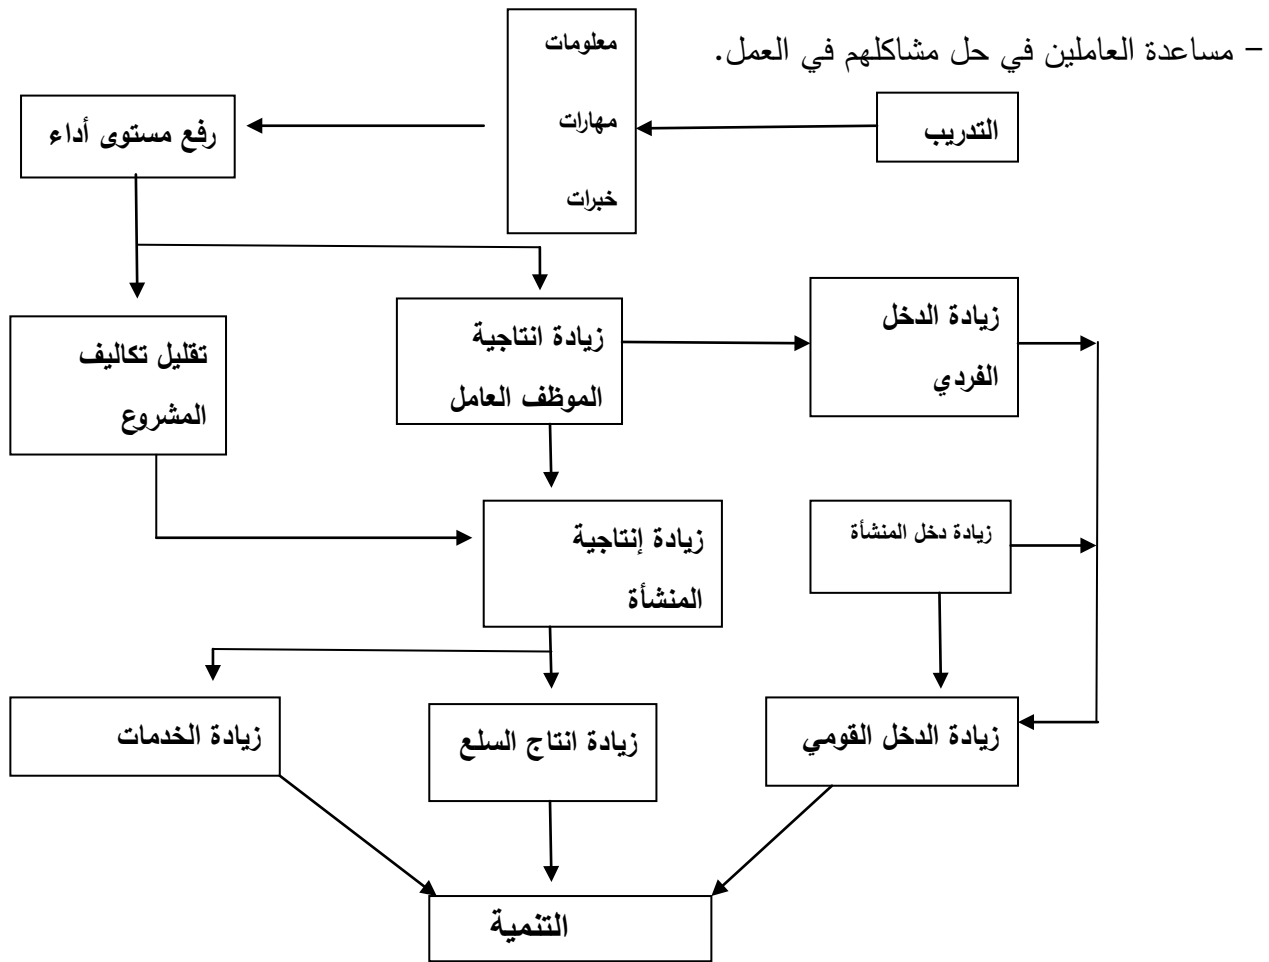 – مساعدة العاملين في حل مشاكلهم في العمل.
التدريب
معلومات
مهارات
خبرات
رفع مستوى أداء
زيادة الدخل
الفردي
زيادة انتاجية
الموظف العامل
تقليل تكاليف
المشروع
زيادة دخل المنشأة
زيادة إنتاجية
المنشأة
زيادة الدخل القومي
زيادة انتاج السلع
زيادة الخدمات
التنمية